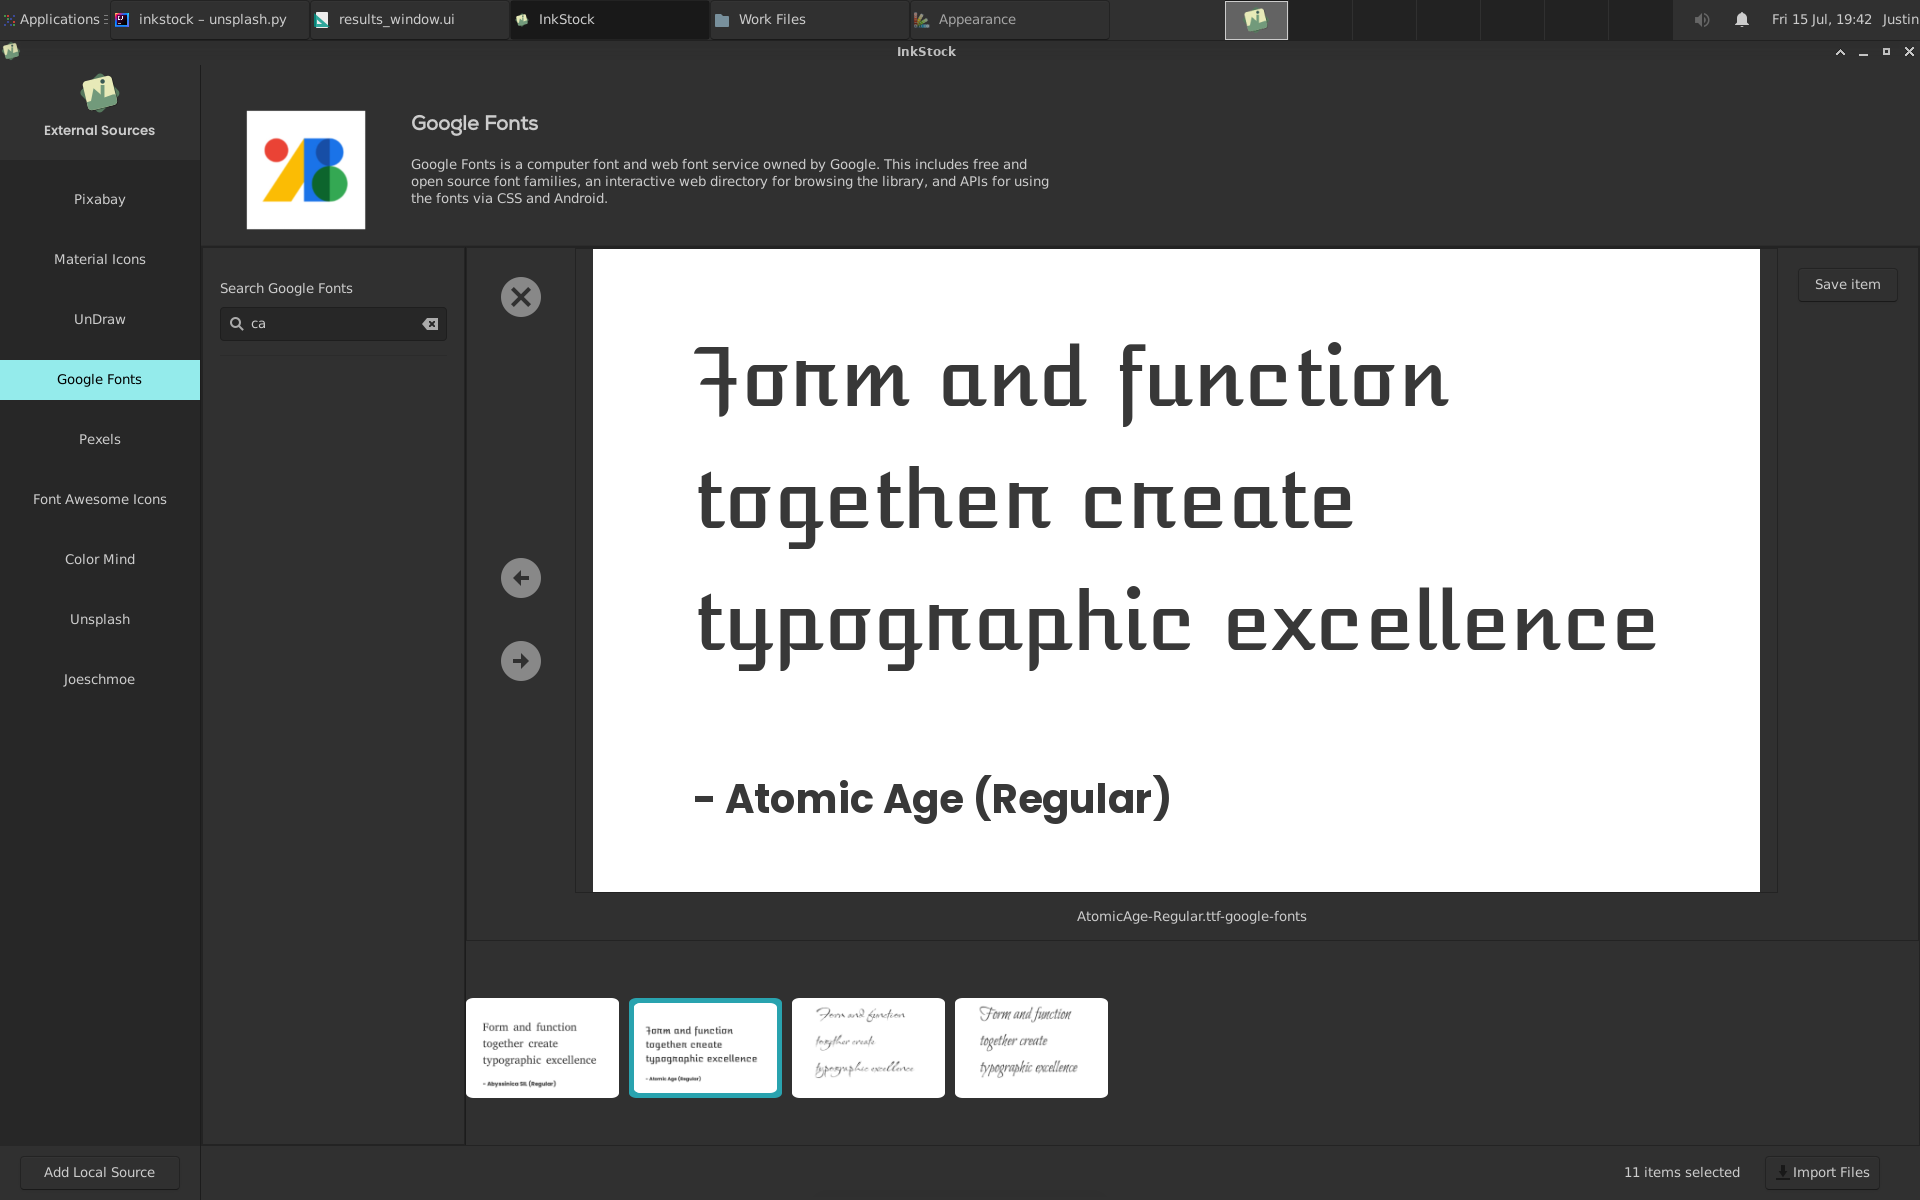 Applications
inkstock – unsplash.py
results_window.ui
InkStock
Work Files
Appearance
Fri 15 Jul, 19:42
Justin
InkStock
External Sources
Pixabay
Material Icons
UnDraw
Google Fonts
Pexels
Font Awesome Icons
Color Mind
Unsplash
Joeschmoe
Add Local Source
Google Fonts
Google Fonts is a computer font and web font service owned by Google. This includes free and
open source font families, an interactive web directory for browsing the library, and APIs for using
the fonts via CSS and Android.
Search Google Fonts
ca
Save item
Form and function
together create
typographic excellence
– Atomic Age (Regular)
AtomicAge-Regular.ttf-google-fonts
Form and function
together create
typographic excellence
– Abyssinica SIL (Regular)
Form and function
together create
typographic excellence
– Atomic Age (Regular)
Form and function
together create
typographic excellence
Form and function
together create
typographic excellence
11 items selected
Import Files